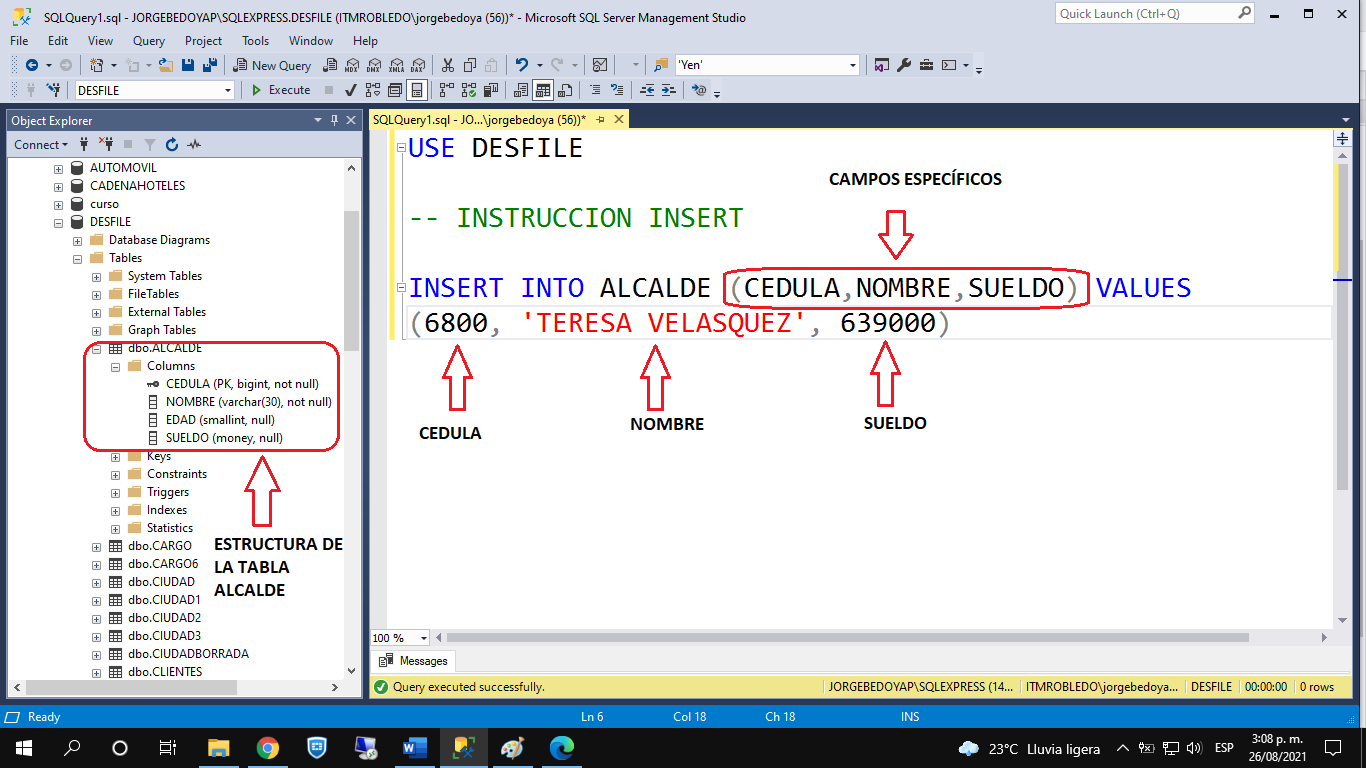 SQLQuery1.sql - JORGEBEDOYAP\SQLEXPRESS.DESFILE (ITMROBLEDO\jorgebedoya (56))* - Microsoft SQL Server Management Studio
Quick Launch (Ctrl+Q)
File Edit View Query Project Tools Window Help
New Query MDX DMX XMLA DAX 'Yen'
DESFILE Execute
Object Explorer
SQLQuery1.sql - JO...\jorgebedoya (56))*
Connect
AUTOMOVIL
CADENAHOTELES
curso
DESFILE
Database Diagrams
Tables
System Tables
FileTables
External Tables
Graph Tables
dbo.ALCALDE
Columns
CEDULA (PK, bigint, not null)
NOMBRE (varchar(30), not null)
EDAD (smallint, null)
SUELDO (money, null)
Keys
Constraints
Triggers
Indexes
Statistics
dbo.CARGO
dbo.CARGO6
dbo.CIUDAD
dbo.CIUDAD1
dbo.CIUDAD2
dbo.CIUDAD3
dbo.CIUDADBORRADA
dbo.CLIENTES
ESTRUCTURA DE
LA TABLA
ALCALDE
USE DESFILE
CAMPOS ESPECÍFICOS
-- INSTRUCCION INSERT
INSERT INTO ALCALDE (CEDULA,NOMBRE,SUELDO) VALUES
(6800, 'TERESA VELASQUEZ', 639000)
CEDULA
NOMBRE
SUELDO
100 %
Messages
Query executed successfully.
JORGEBEDOYAP\SQLEXPRESS (14... ITMROBLEDO\jorgebedoya... DESFILE 00:00:00 0 rows
Ready Ln 6 Col 18 Ch 18 INS
23°C Lluvia ligera ESP 3:08 p. m.
26/08/2021